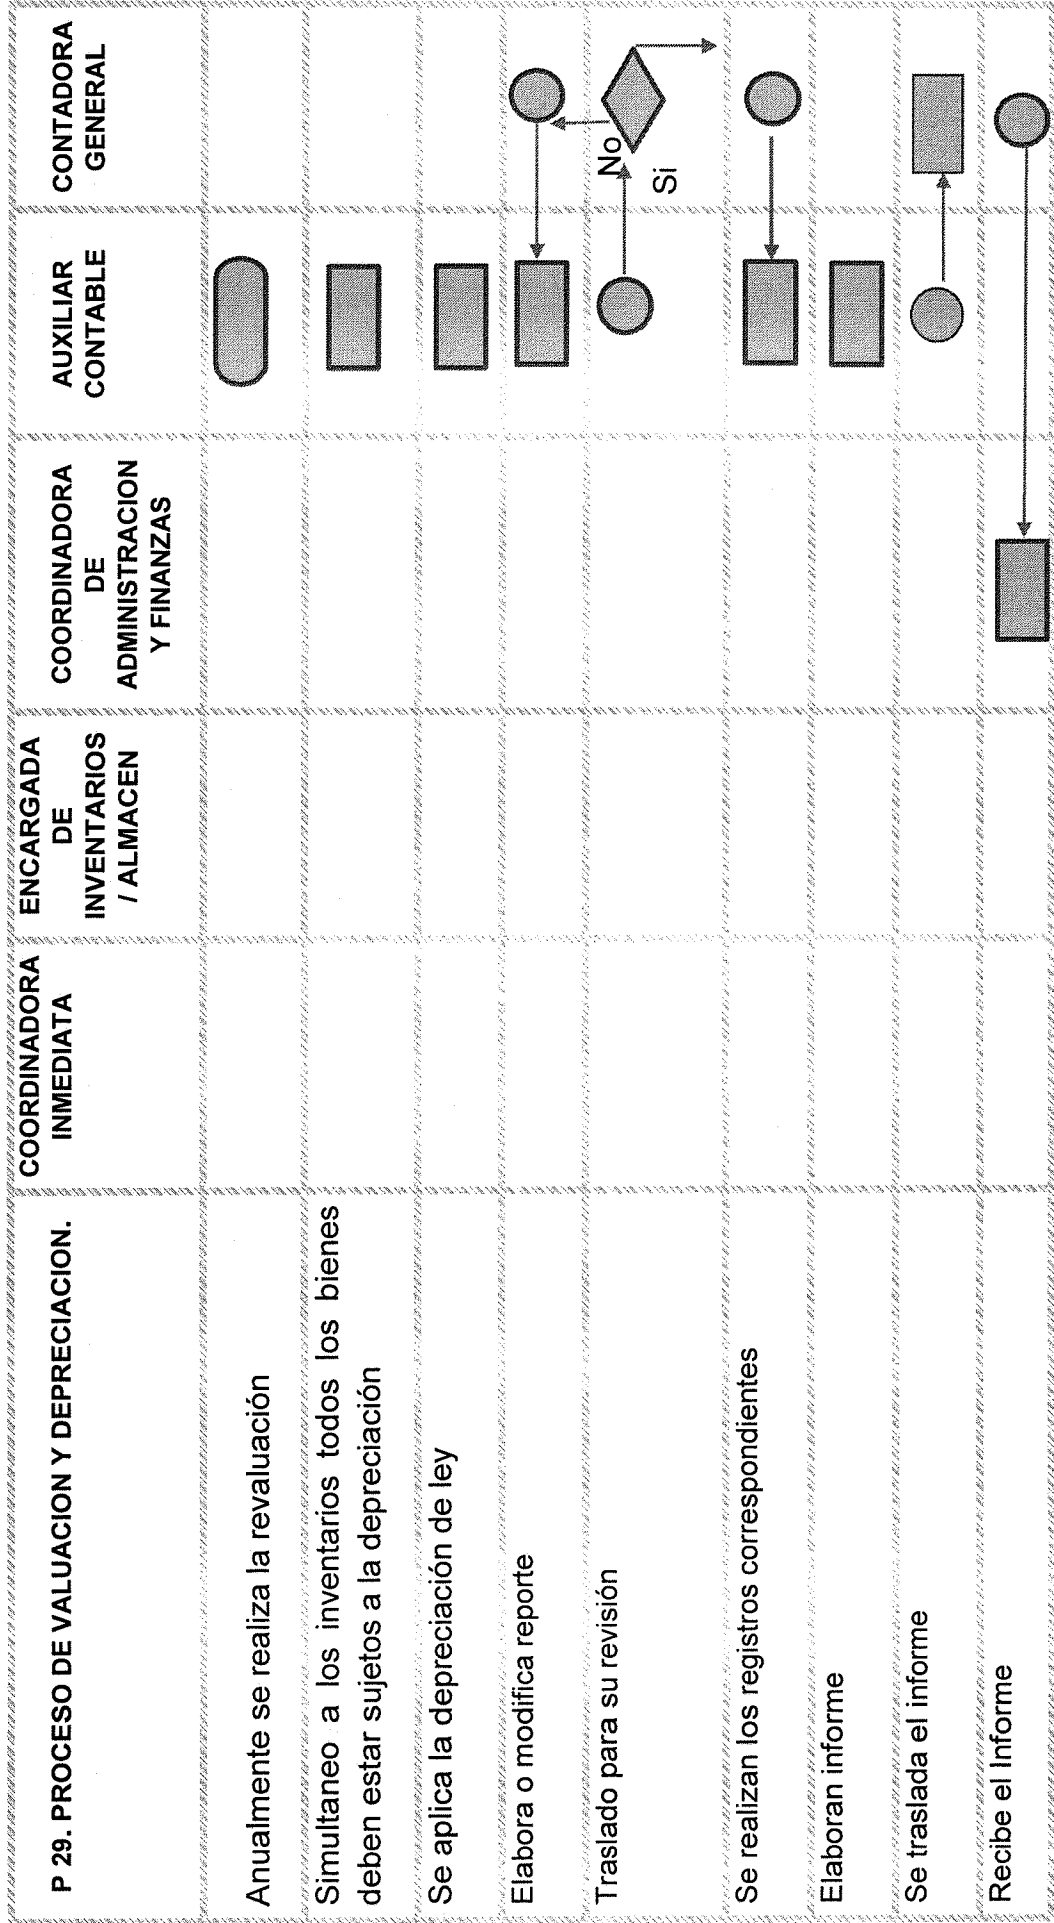 P 29. PROCESO DE VALUACION Y DEPRECIACION.
COORDINADORA
INMEDIATA
ENCARGADA
DE
INVENTARIOS
/ ALMACEN
COORDINADORA
DE
ADMINISTRACION
Y FINANZAS
AUXILIAR
CONTABLE
CONTADORA
GENERAL
Anualmente se realiza la revaluación
Simultaneo a los inventarios todos los bienes
deben estar sujetos a la depreciación
Se aplica la depreciación de ley
Elabora o modifica reporte
Traslado para su revisión
No
Si
Se realizan los registros correspondientes
Elaboran informe
Se traslada el informe
Recibe el Informe